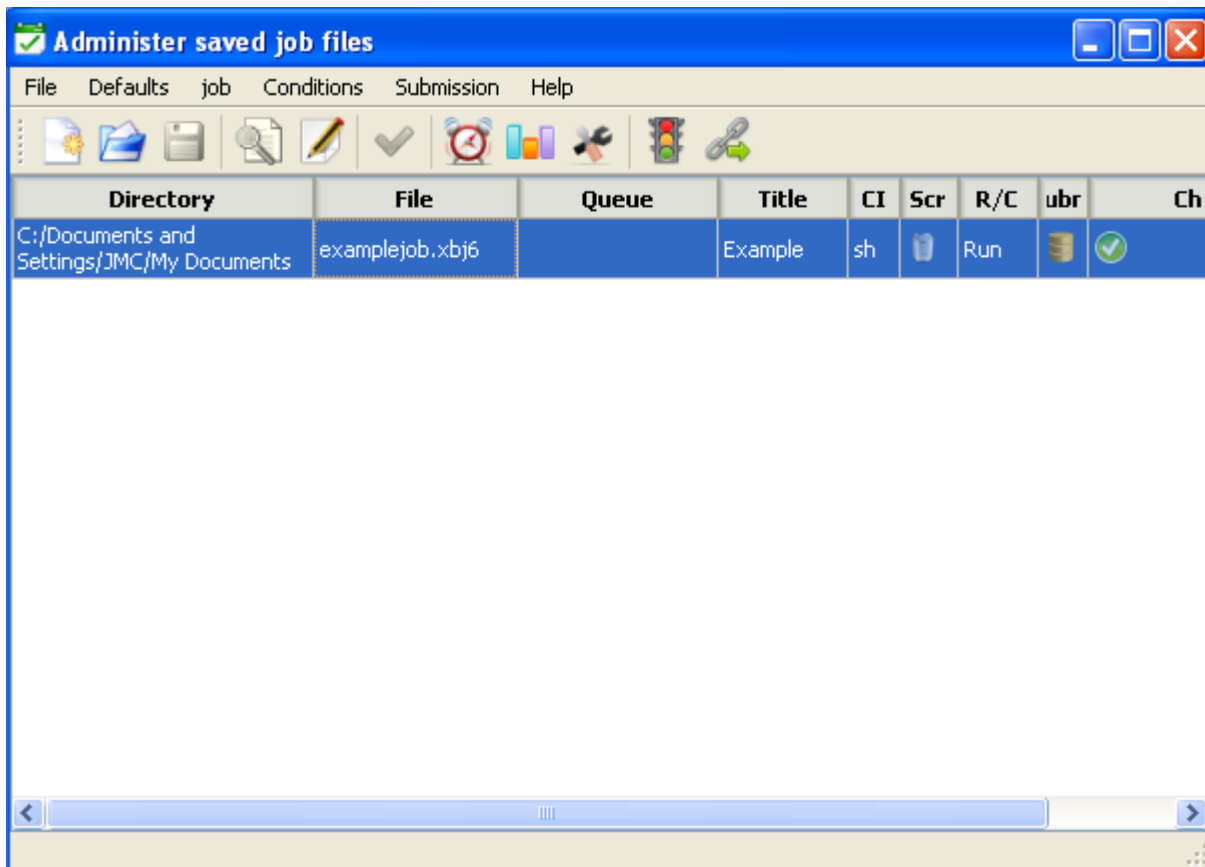 Administer saved job files
File Defaults job Conditions Submission Help
Directory File Queue Title CI Scr R/C ubr Ch
C:/Documents and
Settings/JMC/My Documents examplejob.xbj6 Example sh Run